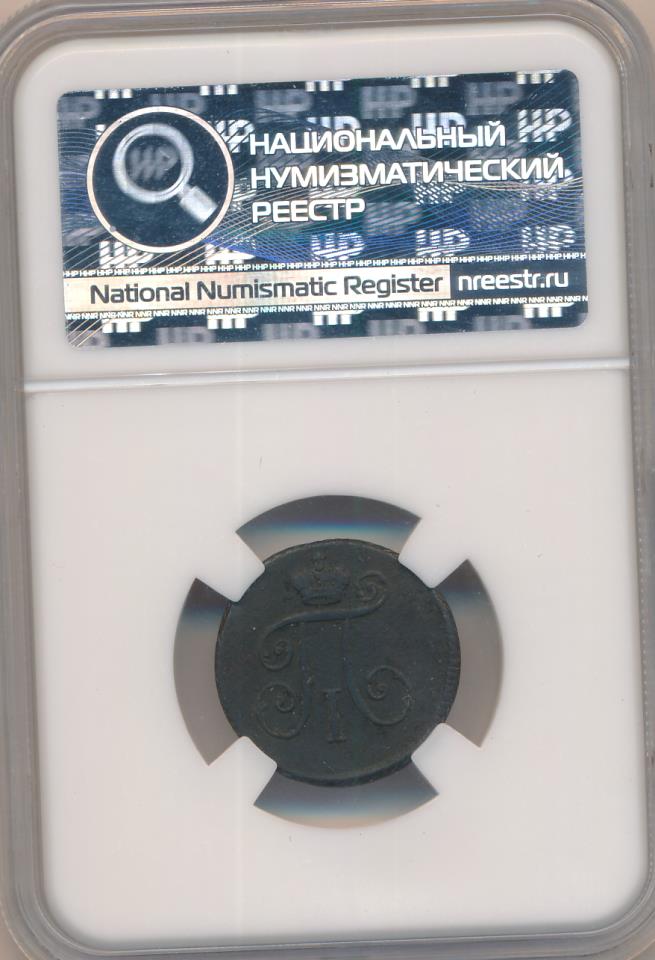 НАЦИОНАЛЬНЫЙ
НУМИЗМАТИЧЕСКИЙ
РЕЕСТР
National Numismatic Register nreestr.ru
I